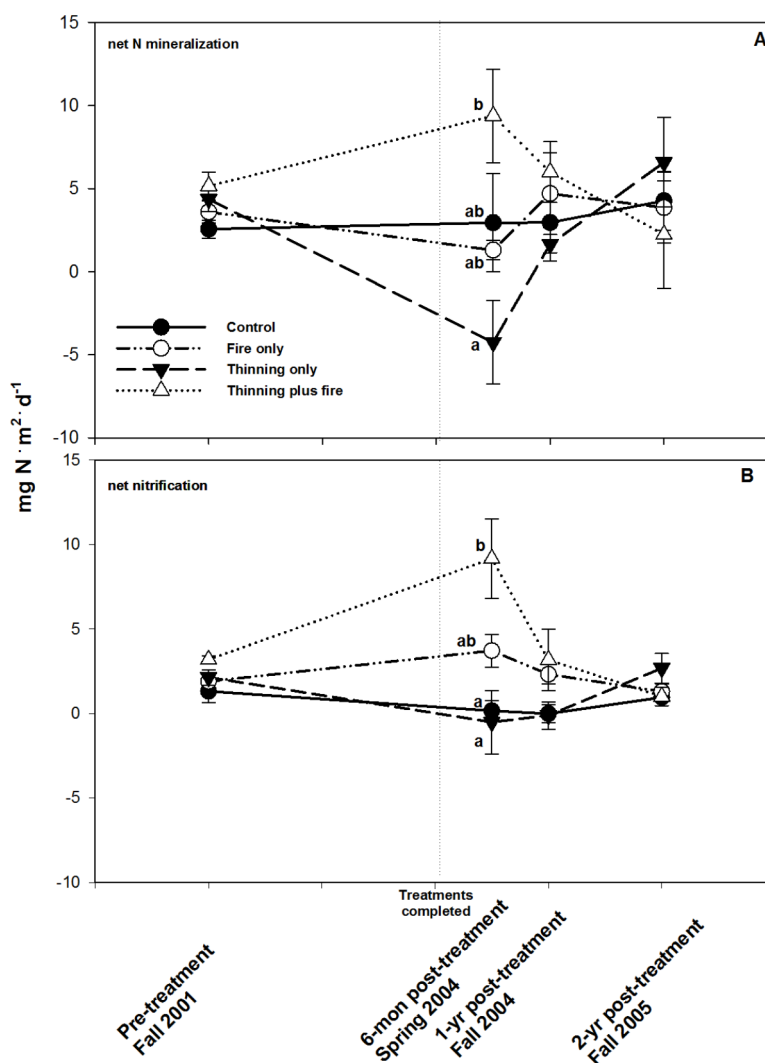 15
net N mineralization
A
10
b
5
ab
0
ab
Control
Fire only
-5
a
Thinning only
Thinning plus fire
-10
mg N · m² · d⁻¹
15
net nitrification
B
10
b
5
ab
0
a
a
-5
-10
Treatments
completed
Pre-treatment
Fall 2001
6-mon post-treatment
Spring 2004
1-yr post-treatment
Fall 2004
2-yr post-treatment
Fall 2005